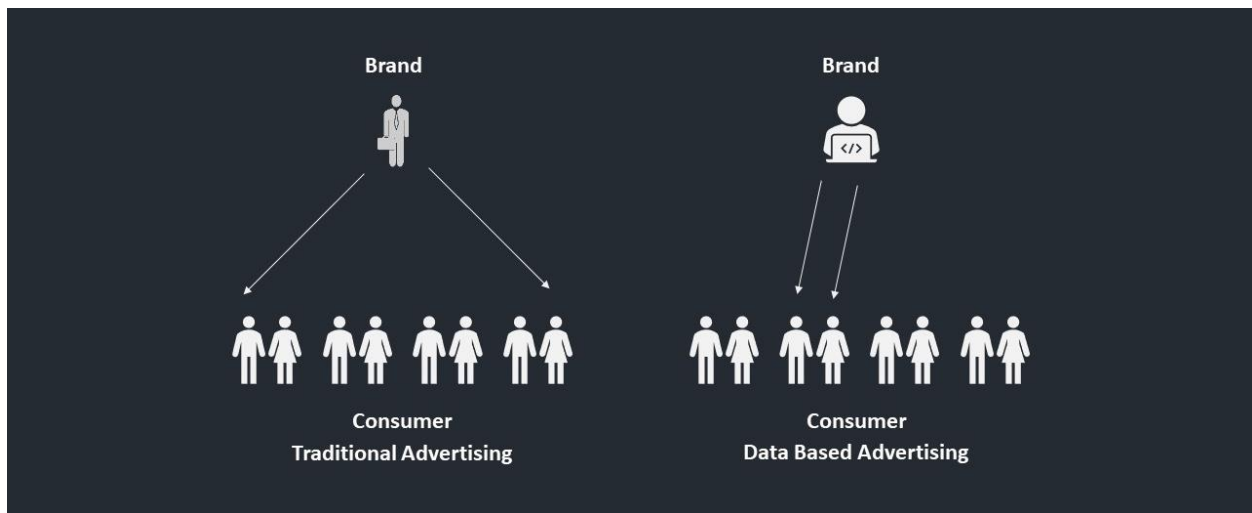 Brand
Consumer
Traditional Advertising
Brand
</>
Consumer
Data Based Advertising